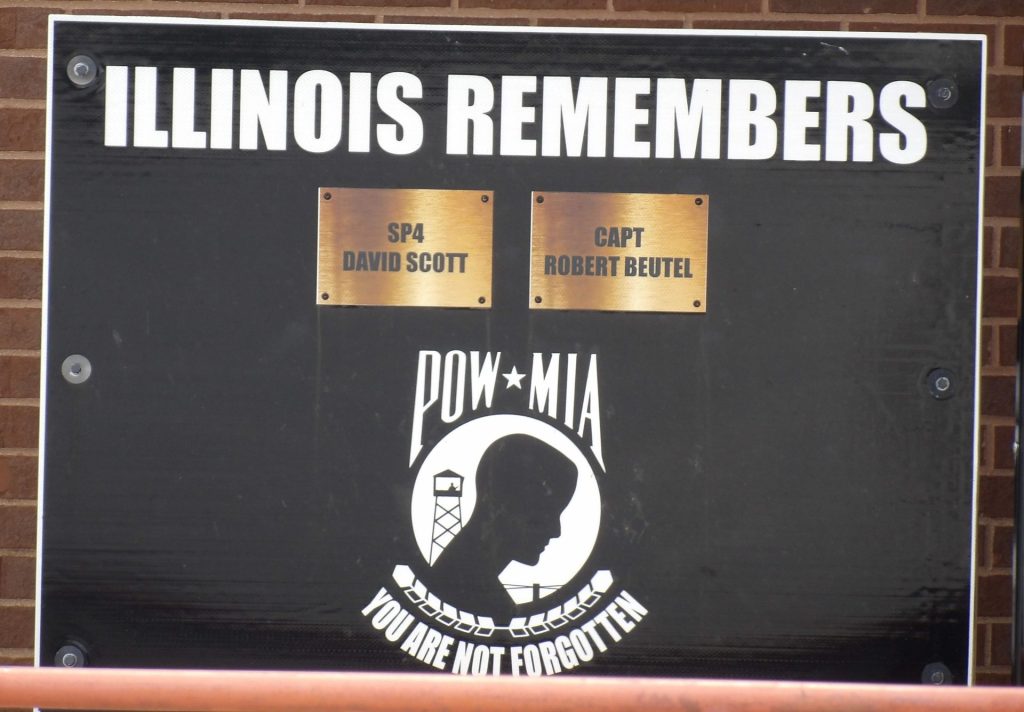 ILLINOIS REMEMBERS
SP4
DAVID SCOTT
CAPT
ROBERT BEUTEL
POW★MIA
YOU ARE NOT FORGOTTEN